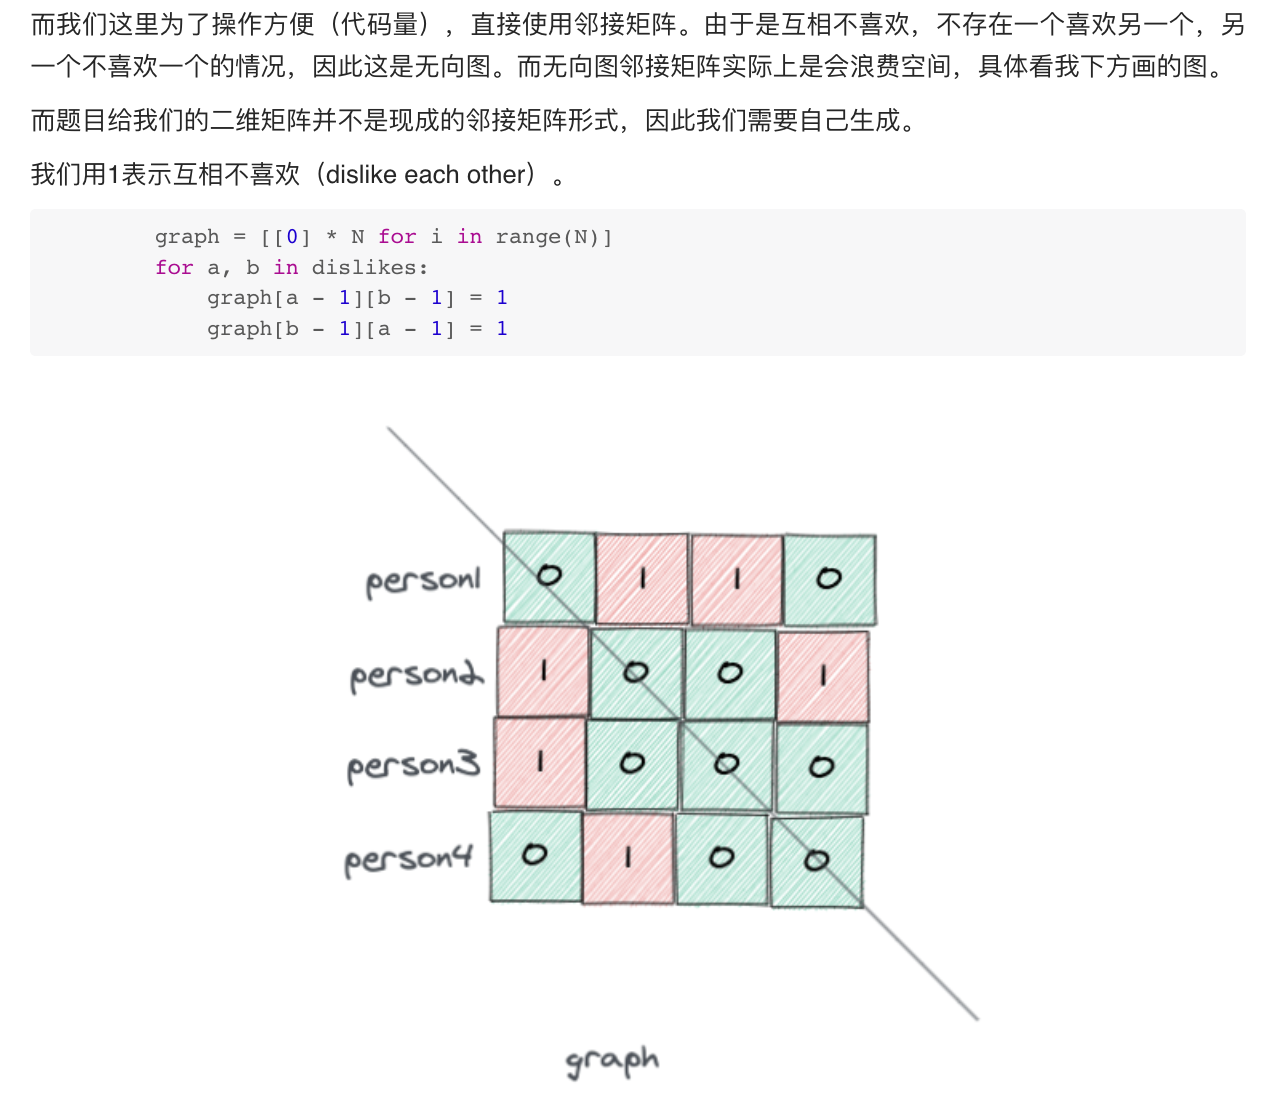 而我们这里为了操作方便（代码量），直接使用邻接矩阵。由于是互相不喜欢，不存在一个喜欢另一个，另
一个不喜欢一个的情况，因此这是无向图。而无向图邻接矩阵实际上是会浪费空间，具体看我下方画的图。
而题目给我们的二维矩阵并不是现成的邻接矩阵形式，因此我们需要自己生成。
我们用1表示互相不喜欢（dislike each other）。
graph = [[0] * N for i in range(N)]
for a, b in dislikes:
    graph[a - 1][b - 1] = 1
    graph[b - 1][a - 1] = 1
person1 0 1 1 0
person2 1 0 0 1
person3 1 0 0 0
person4 0 1 0 0
graph